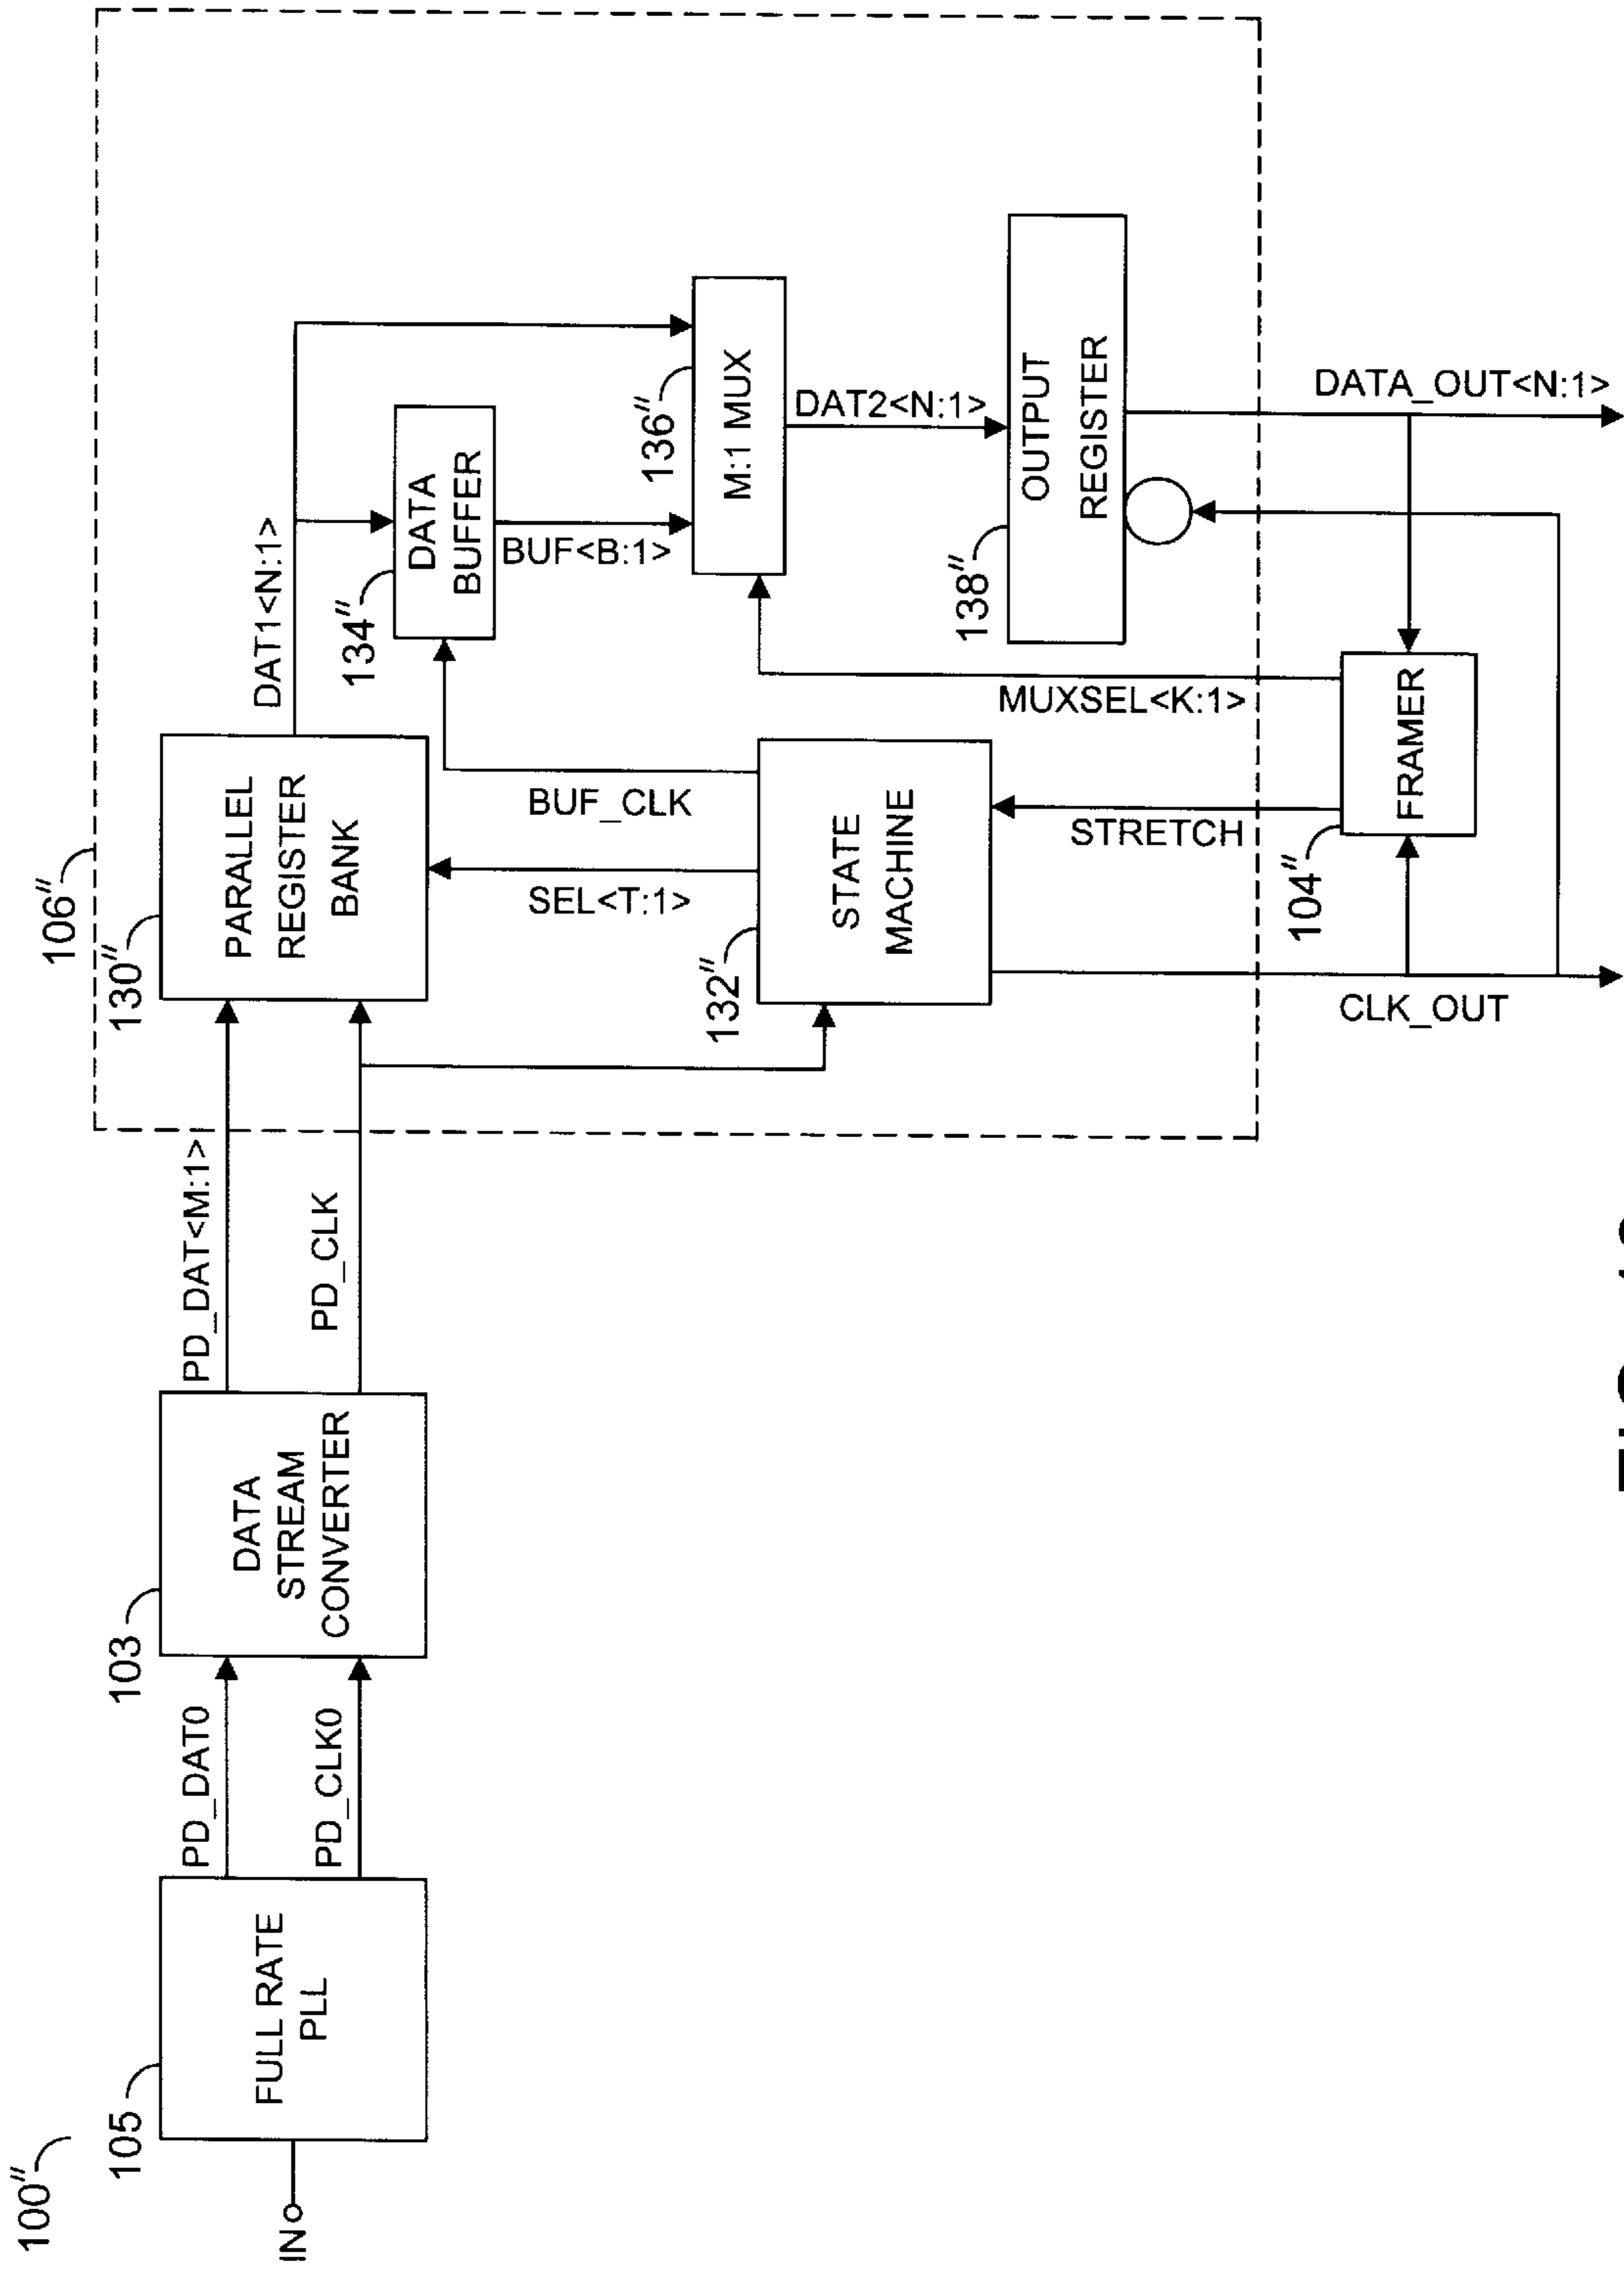 100″
105
FULL RATE
PLL
IN
PD_DAT0
PD_CLK0
103
DATA
STREAM
CONVERTER
PD_DAT<M:1>
PD_CLK
106″
130″
PARALLEL
REGISTER
BANK
DAT1<N:1>
134″
DATA
BUFFER
BUF<B:1>
BUF_CLK
SEL<T:1>
132″
STATE
MACHINE
136″
M:1 MUX
DAT2<N:1>
138″
OUTPUT
REGISTER
MUXSEL<K:1>
STRETCH
104″
FRAMER
DATA_OUT<N:1>
CLK_OUT